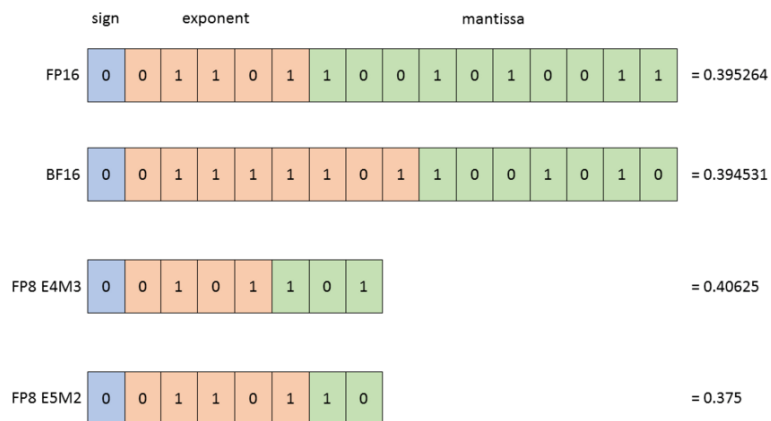 sign exponent mantissa
FP16 0 0 1 1 0 1 1 0 0 1 0 1 0 0 1 1 = 0.395264
BF16 0 0 1 1 1 1 1 0 1 1 0 0 1 0 1 0 = 0.394531
FP8 E4M3 0 0 1 0 1 1 0 1 = 0.40625
FP8 E5M2 0 0 1 1 0 1 1 0 = 0.375